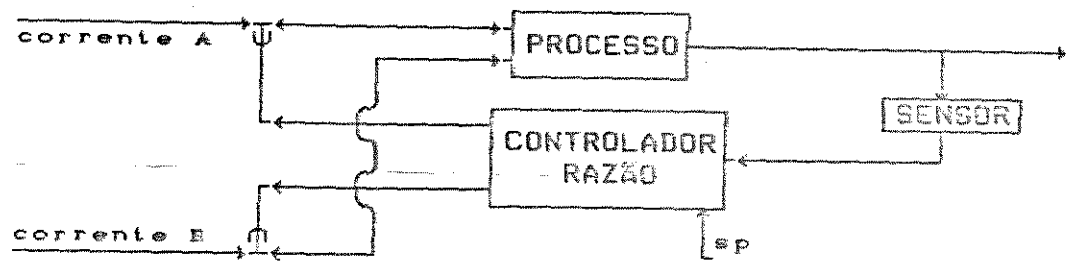 corrente A
PROCESSO
SENSOR
CONTROLADOR
RAZÃO
corrente B
sp